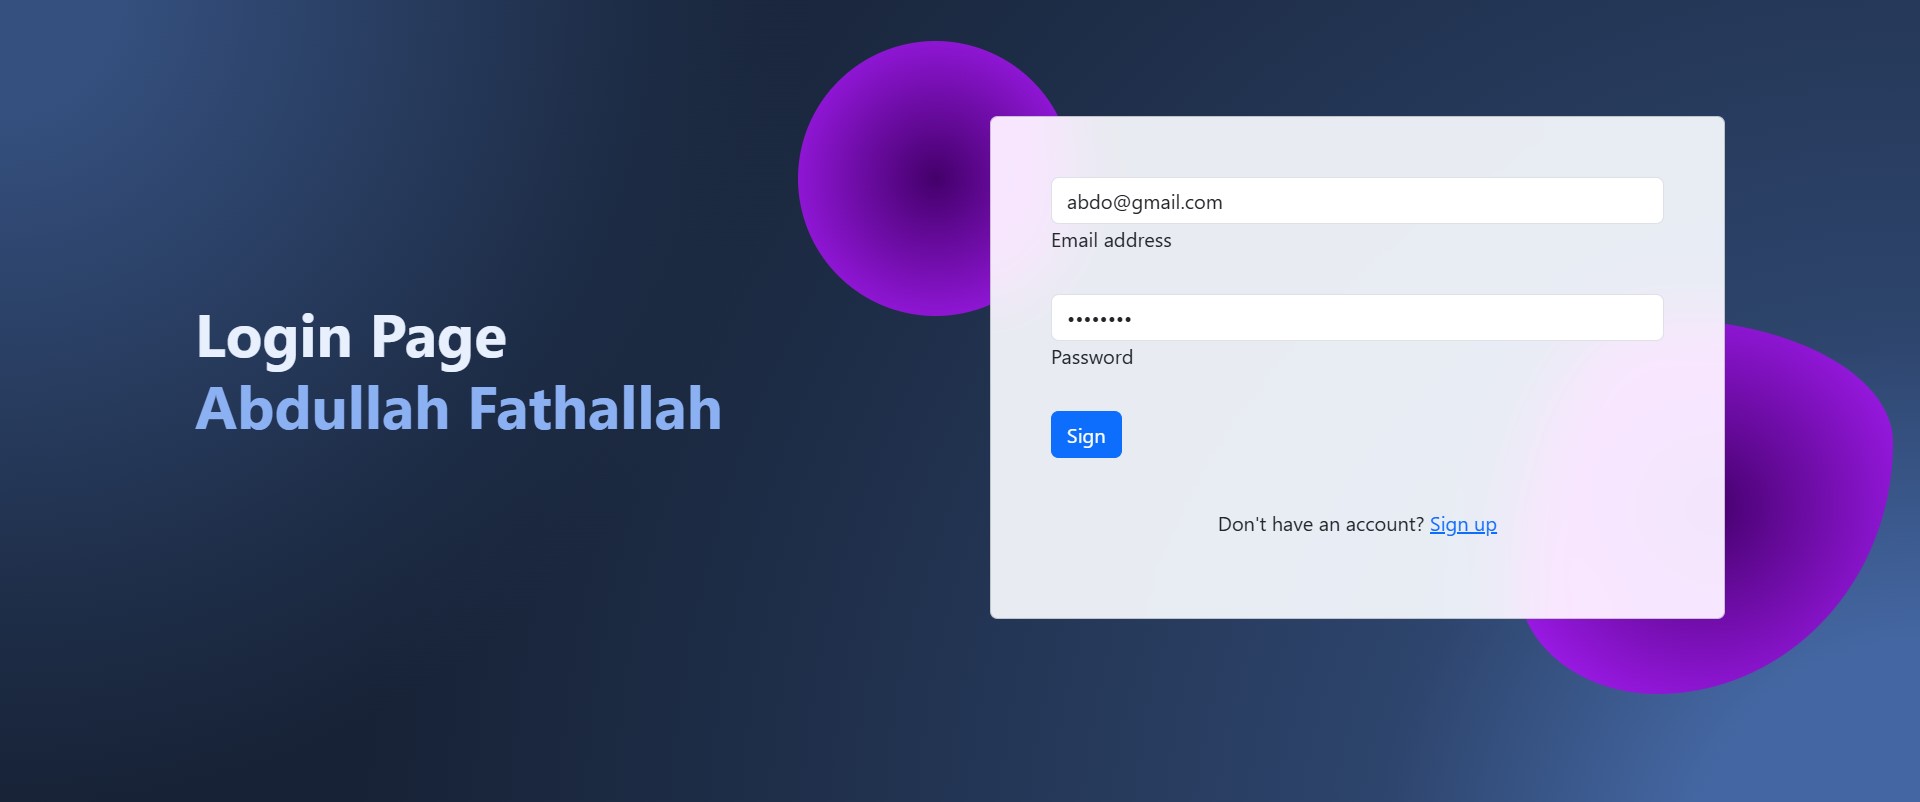 Login Page
Abdullah Fathallah
abdo@gmail.com
Email address
••••••••
Password
Sign
Don't have an account? Sign up